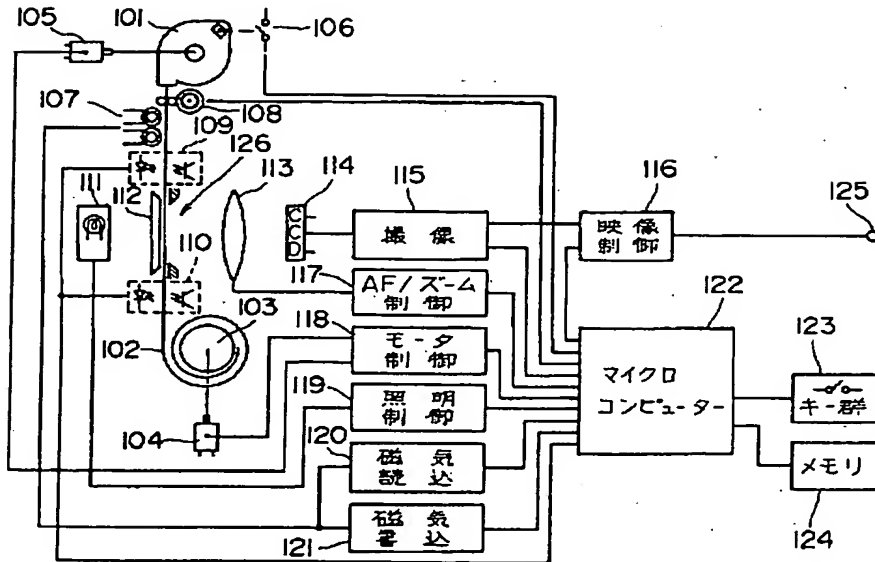 105
101
106
107
108
109
126
113
114
115
116
125
111
112
撮像
映像
制御
110
117
AF/ズーム
制御
122
103
118
モータ
制御
123
102
119
照明
制御
マイクロ
コンピューター
キー群
104
120
磁気
読込
メモリ
121
磁気
書込
124